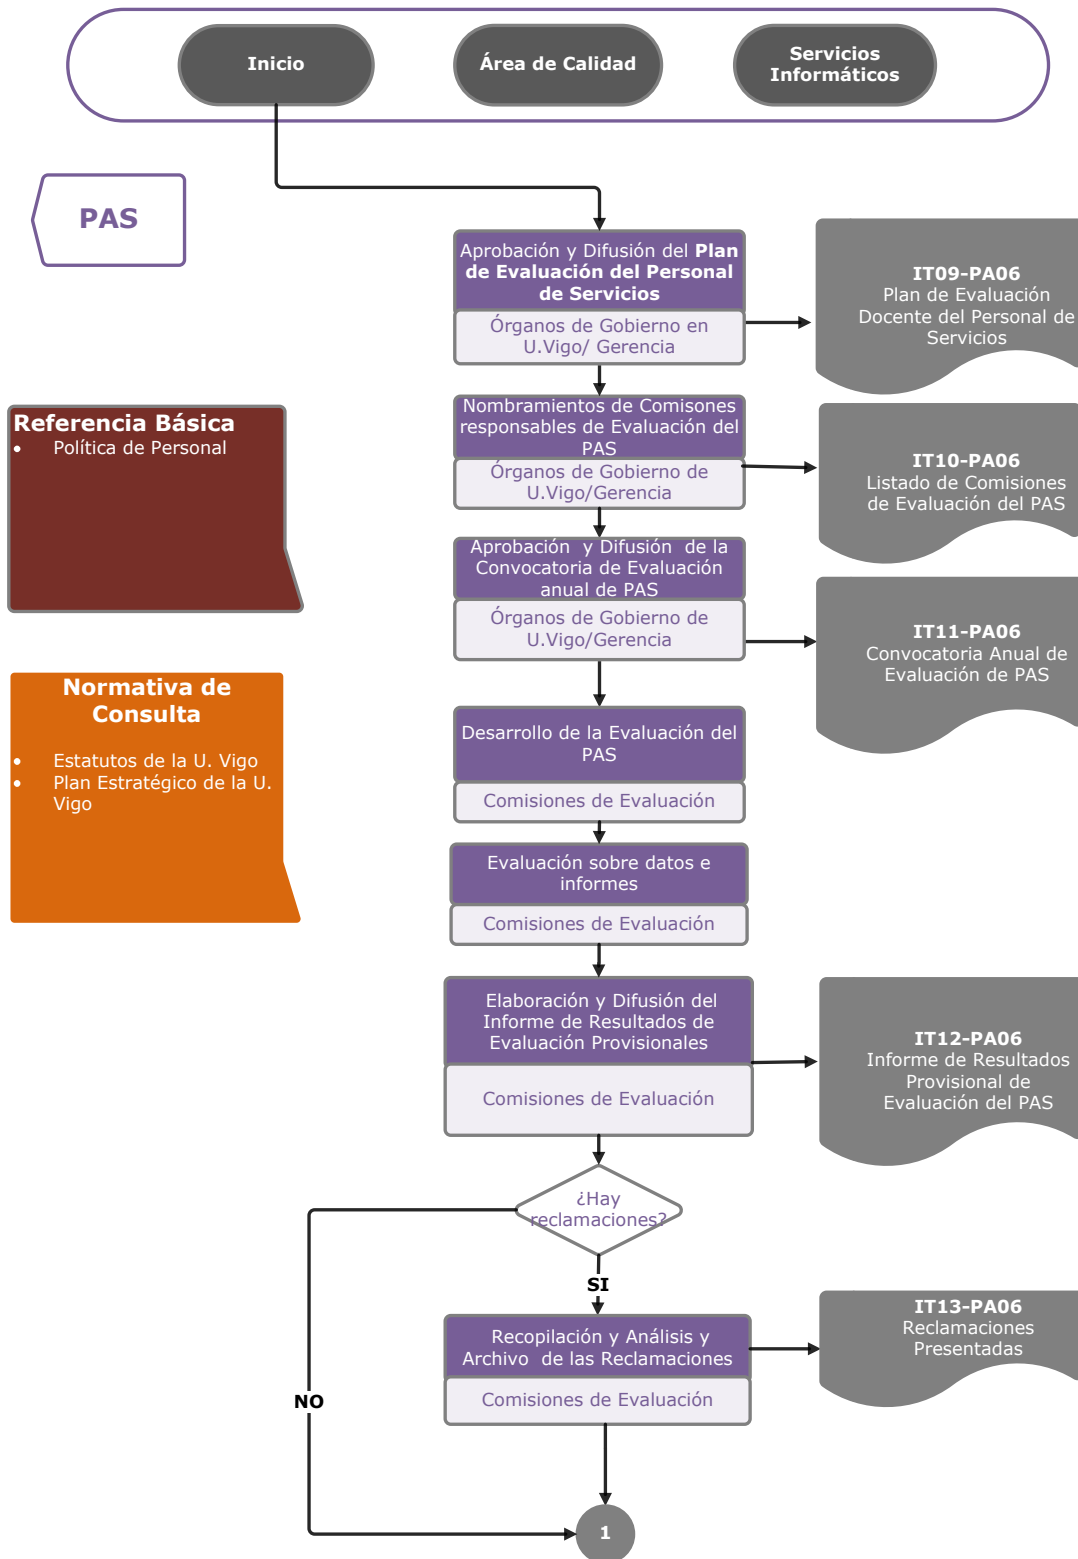 Inicio
Área de Calidad
Servicios
Informáticos
PAS
Aprobación y Difusión del Plan
de Evaluación del Personal
de Servicios
Órganos de Gobierno en
U.Vigo/ Gerencia
IT09-PA06
Plan de Evaluación
Docente del Personal de
Servicios
Referencia Básica
• Política de Personal
Nombramientos de Comisones
responsables de Evaluación del
PAS
Órganos de Gobierno de
U.Vigo/Gerencia
IT10-PA06
Listado de Comisiones
de Evaluación del PAS
Aprobación y Difusión de la
Convocatoria de Evaluación
anual de PAS
Órganos de Gobierno de
U.Vigo/Gerencia
IT11-PA06
Convocatoria Anual de
Evaluación de PAS
Normativa de
Consulta
• Estatutos de la U. Vigo
• Plan Estratégico de la U.
Vigo
Desarrollo de la Evaluación del
PAS
Comisiones de Evaluación
Evaluación sobre datos e
informes
Comisiones de Evaluación
Elaboración y Difusión del
Informe de Resultados de
Evaluación Provisionales
Comisiones de Evaluación
IT12-PA06
Informe de Resultados
Provisional de
Evaluación del PAS
¿Hay
reclamaciones?
SI
Recopilación y Análisis y
Archivo de las Reclamaciones
Comisiones de Evaluación
IT13-PA06
Reclamaciones
Presentadas
NO
1